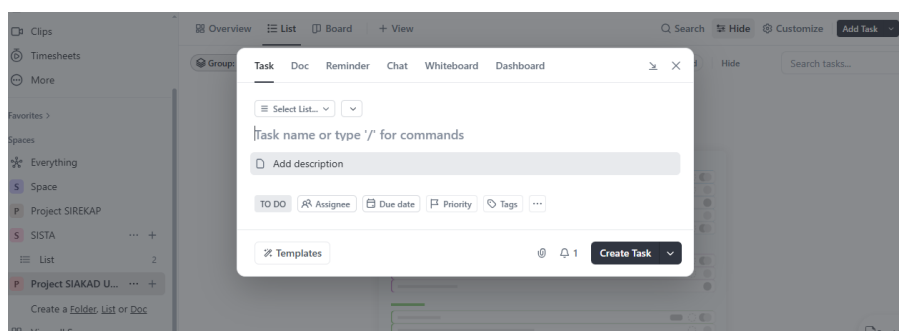 Clips
Timesheets
More
Favorites >
Spaces
Everything
S Space
P Project SIREKAP
S SISTA ... +
List 2
P Project SIAKAD U... ... +
Create a Folder, List or Doc
Overview List Board + View
Search Hide Customize Add Task
Group:
Hide Search tasks...
Task Doc Reminder Chat Whiteboard Dashboard
Select List...
Task name or type '/' for commands
Add description
TO DO Assignee Due date Priority Tags ...
Templates 1 Create Task